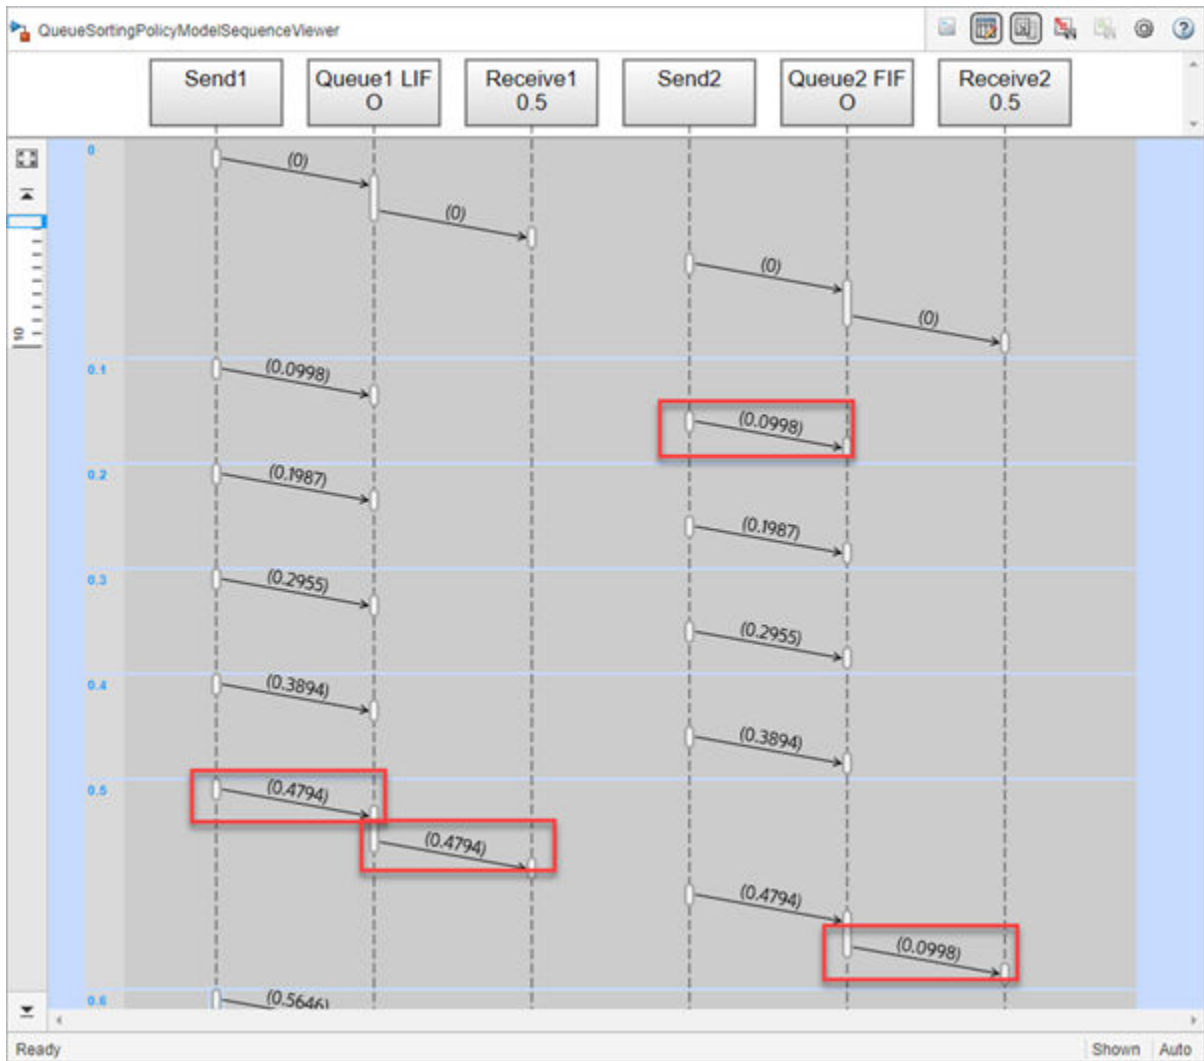 QueueSortingPolicyModelSequenceViewer
Send1
Queue1 LIF
O
Receive1
0.5
Send2
Queue2 FIF
O
Receive2
0.5
0
(0)
(0)
(0)
(0)
0.1
(0.0998)
(0.0998)
0.2
(0.1987)
(0.1987)
0.3
(0.2955)
(0.2955)
0.4
(0.3894)
(0.3894)
0.5
(0.4794)
(0.4794)
(0.4794)
(0.0998)
0.6
(0.5646)
10
Ready
Shown
Auto